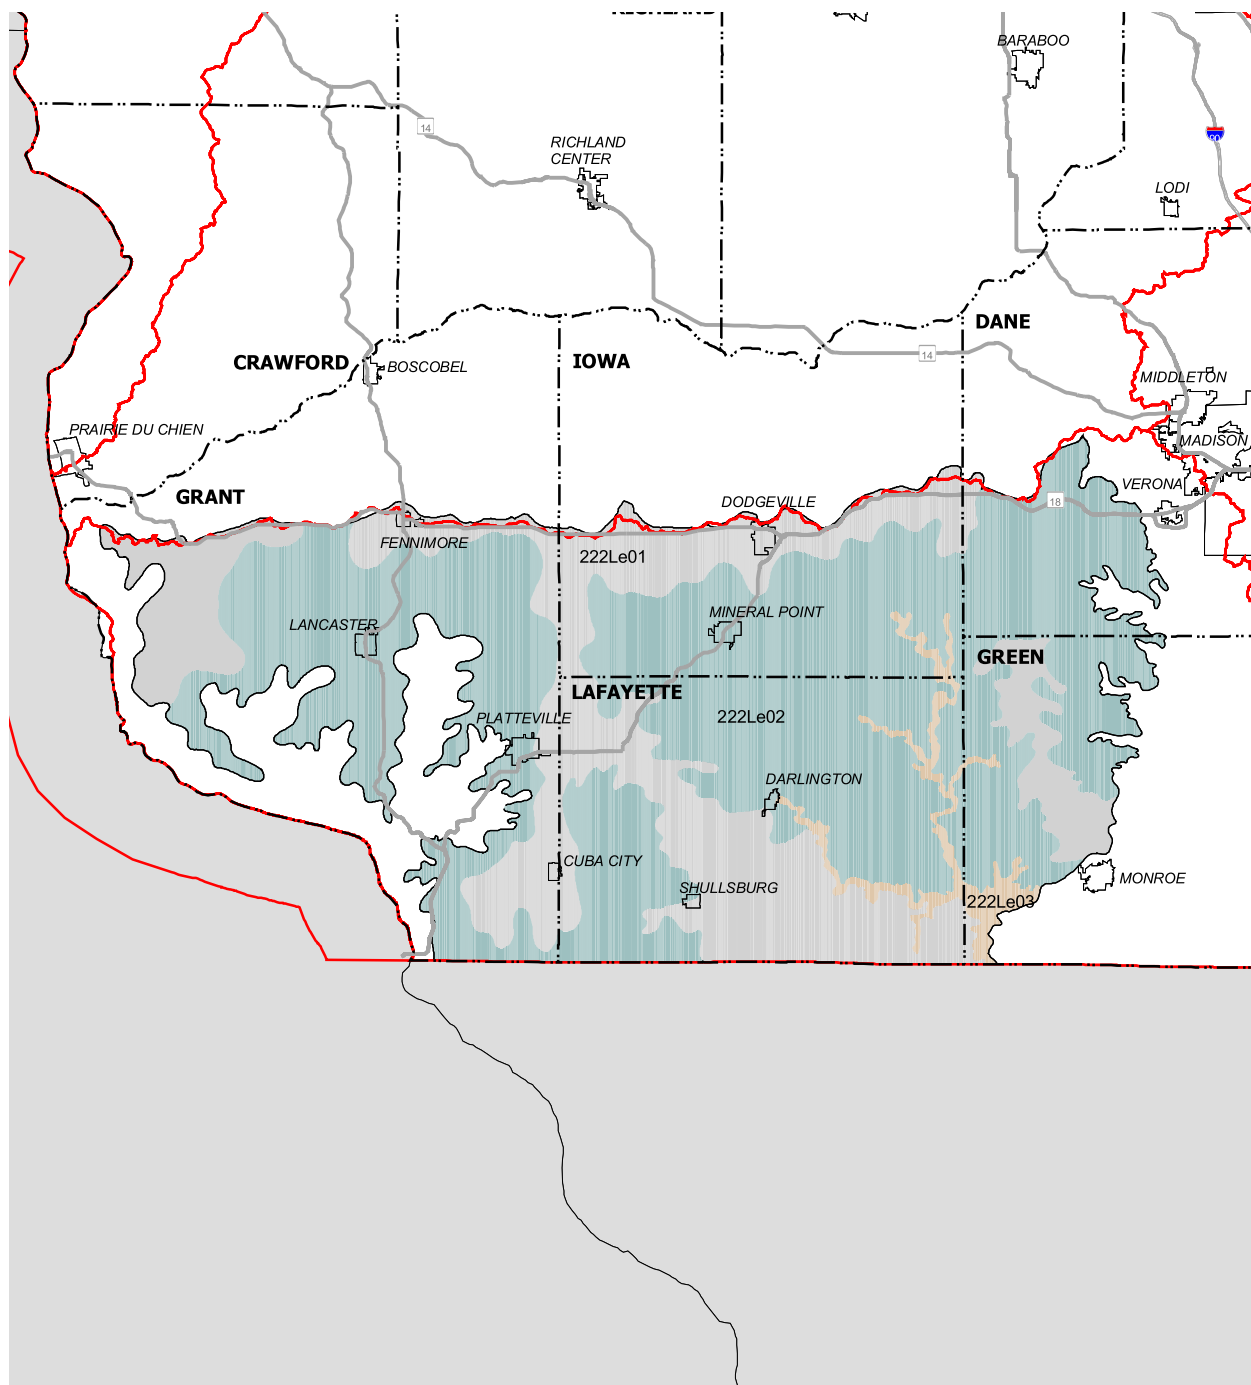 BARABOO
14
RICHLAND
CENTER
LODI
DANE
CRAWFORD
BOSCOBEL
IOWA
14
MIDDLETON
PRAIRIE DU CHIEN
MADISON
GRANT
VERONA
DODGEVILLE
18
FENNIMORE
222Le01
LANCASTER
MINERAL POINT
GREEN
LAFAYETTE
PLATTEVILLE
222Le02
DARLINGTON
CUBA CITY
SHULLSBURG
MONROE
222Le03